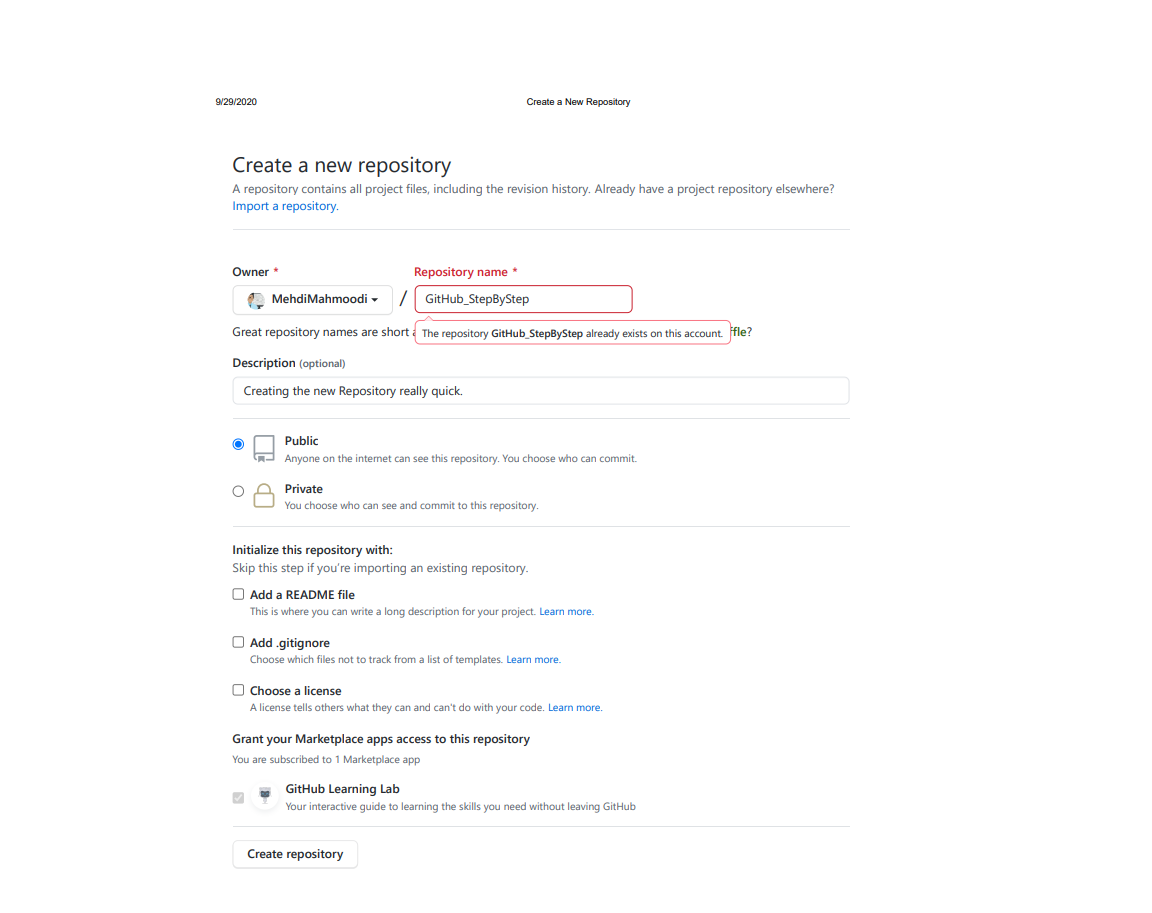 9/29/2020 Create a New Repository
Create a new repository
A repository contains all project files, including the revision history. Already have a project repository elsewhere?
Import a repository.
Owner * Repository name *
MehdiMahmoodi / GitHub_StepByStep
Great repository names are short
The repository GitHub_StepByStep already exists on this account.
Description (optional)
Creating the new Repository really quick.
Public
Anyone on the internet can see this repository. You choose who can commit.
Private
You choose who can see and commit to this repository.
Initialize this repository with:
Skip this step if you're importing an existing repository.
Add a README file
This is where you can write a long description for your project. Learn more.
Add .gitignore
Choose which files not to track from a list of templates. Learn more.
Choose a license
A license tells others what they can and can't do with your code. Learn more.
Grant your Marketplace apps access to this repository
You are subscribed to 1 Marketplace app
GitHub Learning Lab
Your interactive guide to learning the skills you need without leaving GitHub
Create repository